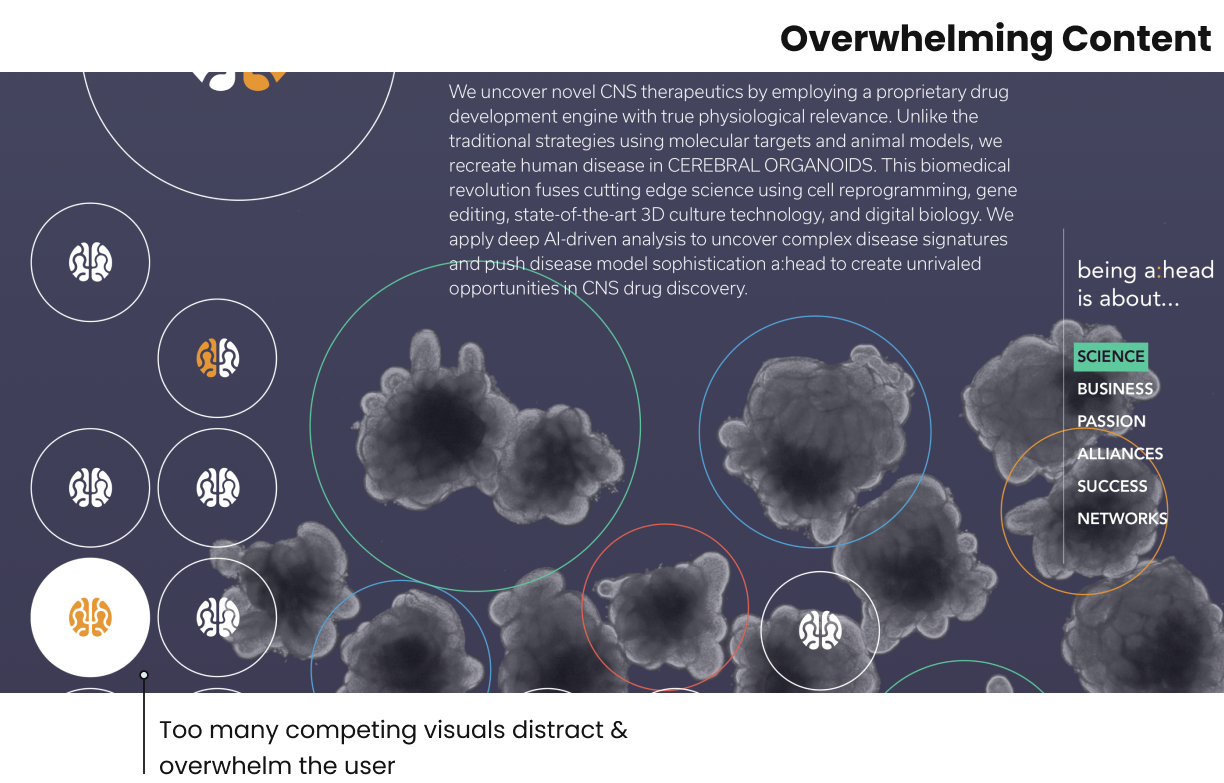 Overwhelming Content
We uncover novel CNS therapeutics by employing a proprietary drug
development engine with true physiological relevance. Unlike the
traditional strategies using molecular targets and animal models, we
recreate human disease in CEREBRAL ORGANOIDS. This biomedical
revolution fuses cutting edge science using cell reprogramming, gene
editing, state-of-the-art 3D culture technology, and digital biology. We
apply deep AI-driven analysis to uncover complex disease signatures
and push disease model sophistication a:head to create unrivaled
opportunities in CNS drug discovery.
being a:head
is about...
SCIENCE
BUSINESS
PASSION
ALLIANCES
SUCCESS
NETWORKS
Too many competing visuals distract &
overwhelm the user